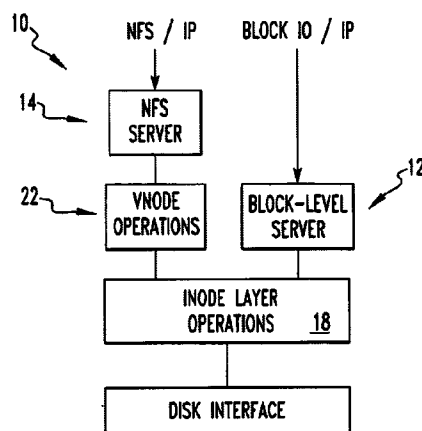 10
NFS / IP
BLOCK IO / IP
14
NFS
SERVER
22
VNODE
OPERATIONS
BLOCK-LEVEL
SERVER
12
INODE LAYER
OPERATIONS 18
DISK INTERFACE